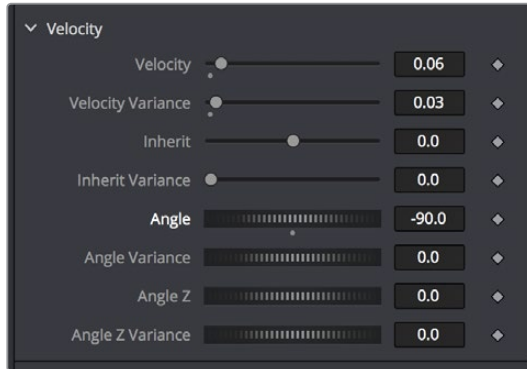 Velocity
Velocity 0.06
Velocity Variance 0.03
Inherit 0.0
Inherit Variance 0.0
Angle -90.0
Angle Variance 0.0
Angle Z 0.0
Angle Z Variance 0.0